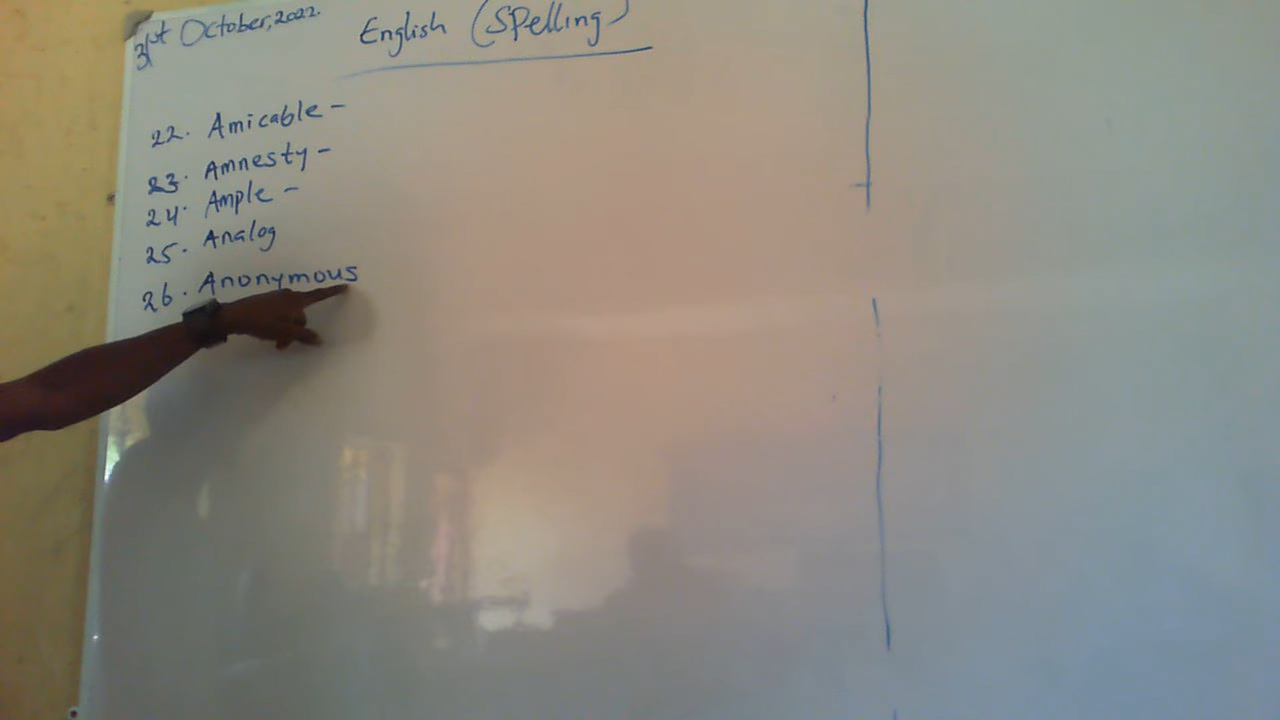 31st October, 2022.
English (Spelling)
22. Amicable -
23. Amnesty -
24. Ample -
25. Analog
26. Anonymous